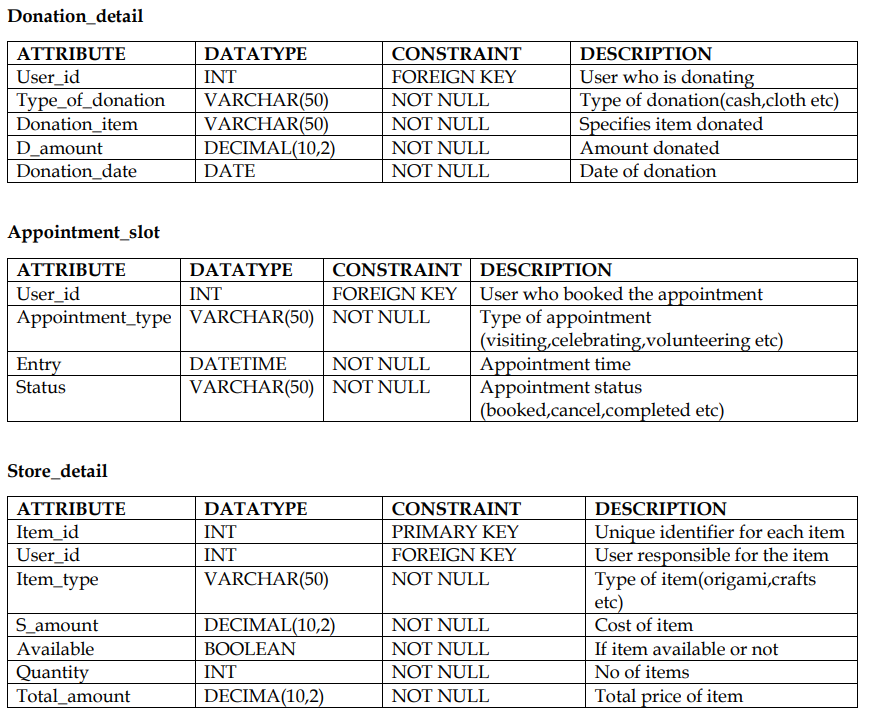 Donation_detail
ATTRIBUTE DATATYPE CONSTRAINT DESCRIPTION
User_id INT FOREIGN KEY User who is donating
Type_of_donation VARCHAR(50) NOT NULL Type of donation(cash,cloth etc)
Donation_item VARCHAR(50) NOT NULL Specifies item donated
D_amount DECIMAL(10,2) NOT NULL Amount donated
Donation_date DATE NOT NULL Date of donation
Appointment_slot
ATTRIBUTE DATATYPE CONSTRAINT DESCRIPTION
User_id INT FOREIGN KEY User who booked the appointment
Appointment_type VARCHAR(50) NOT NULL Type of appointment
(visiting,celebrating,volunteering etc)
Entry DATETIME NOT NULL Appointment time
Status VARCHAR(50) NOT NULL Appointment status
(booked,cancel,completed etc)
Store_detail
ATTRIBUTE DATATYPE CONSTRAINT DESCRIPTION
Item_id INT PRIMARY KEY Unique identifier for each item
User_id INT FOREIGN KEY User responsible for the item
Item_type VARCHAR(50) NOT NULL Type of item(origami,crafts
etc)
S_amount DECIMAL(10,2) NOT NULL Cost of item
Available BOOLEAN NOT NULL If item available or not
Quantity INT NOT NULL No of items
Total_amount DECIMA(10,2) NOT NULL Total price of item